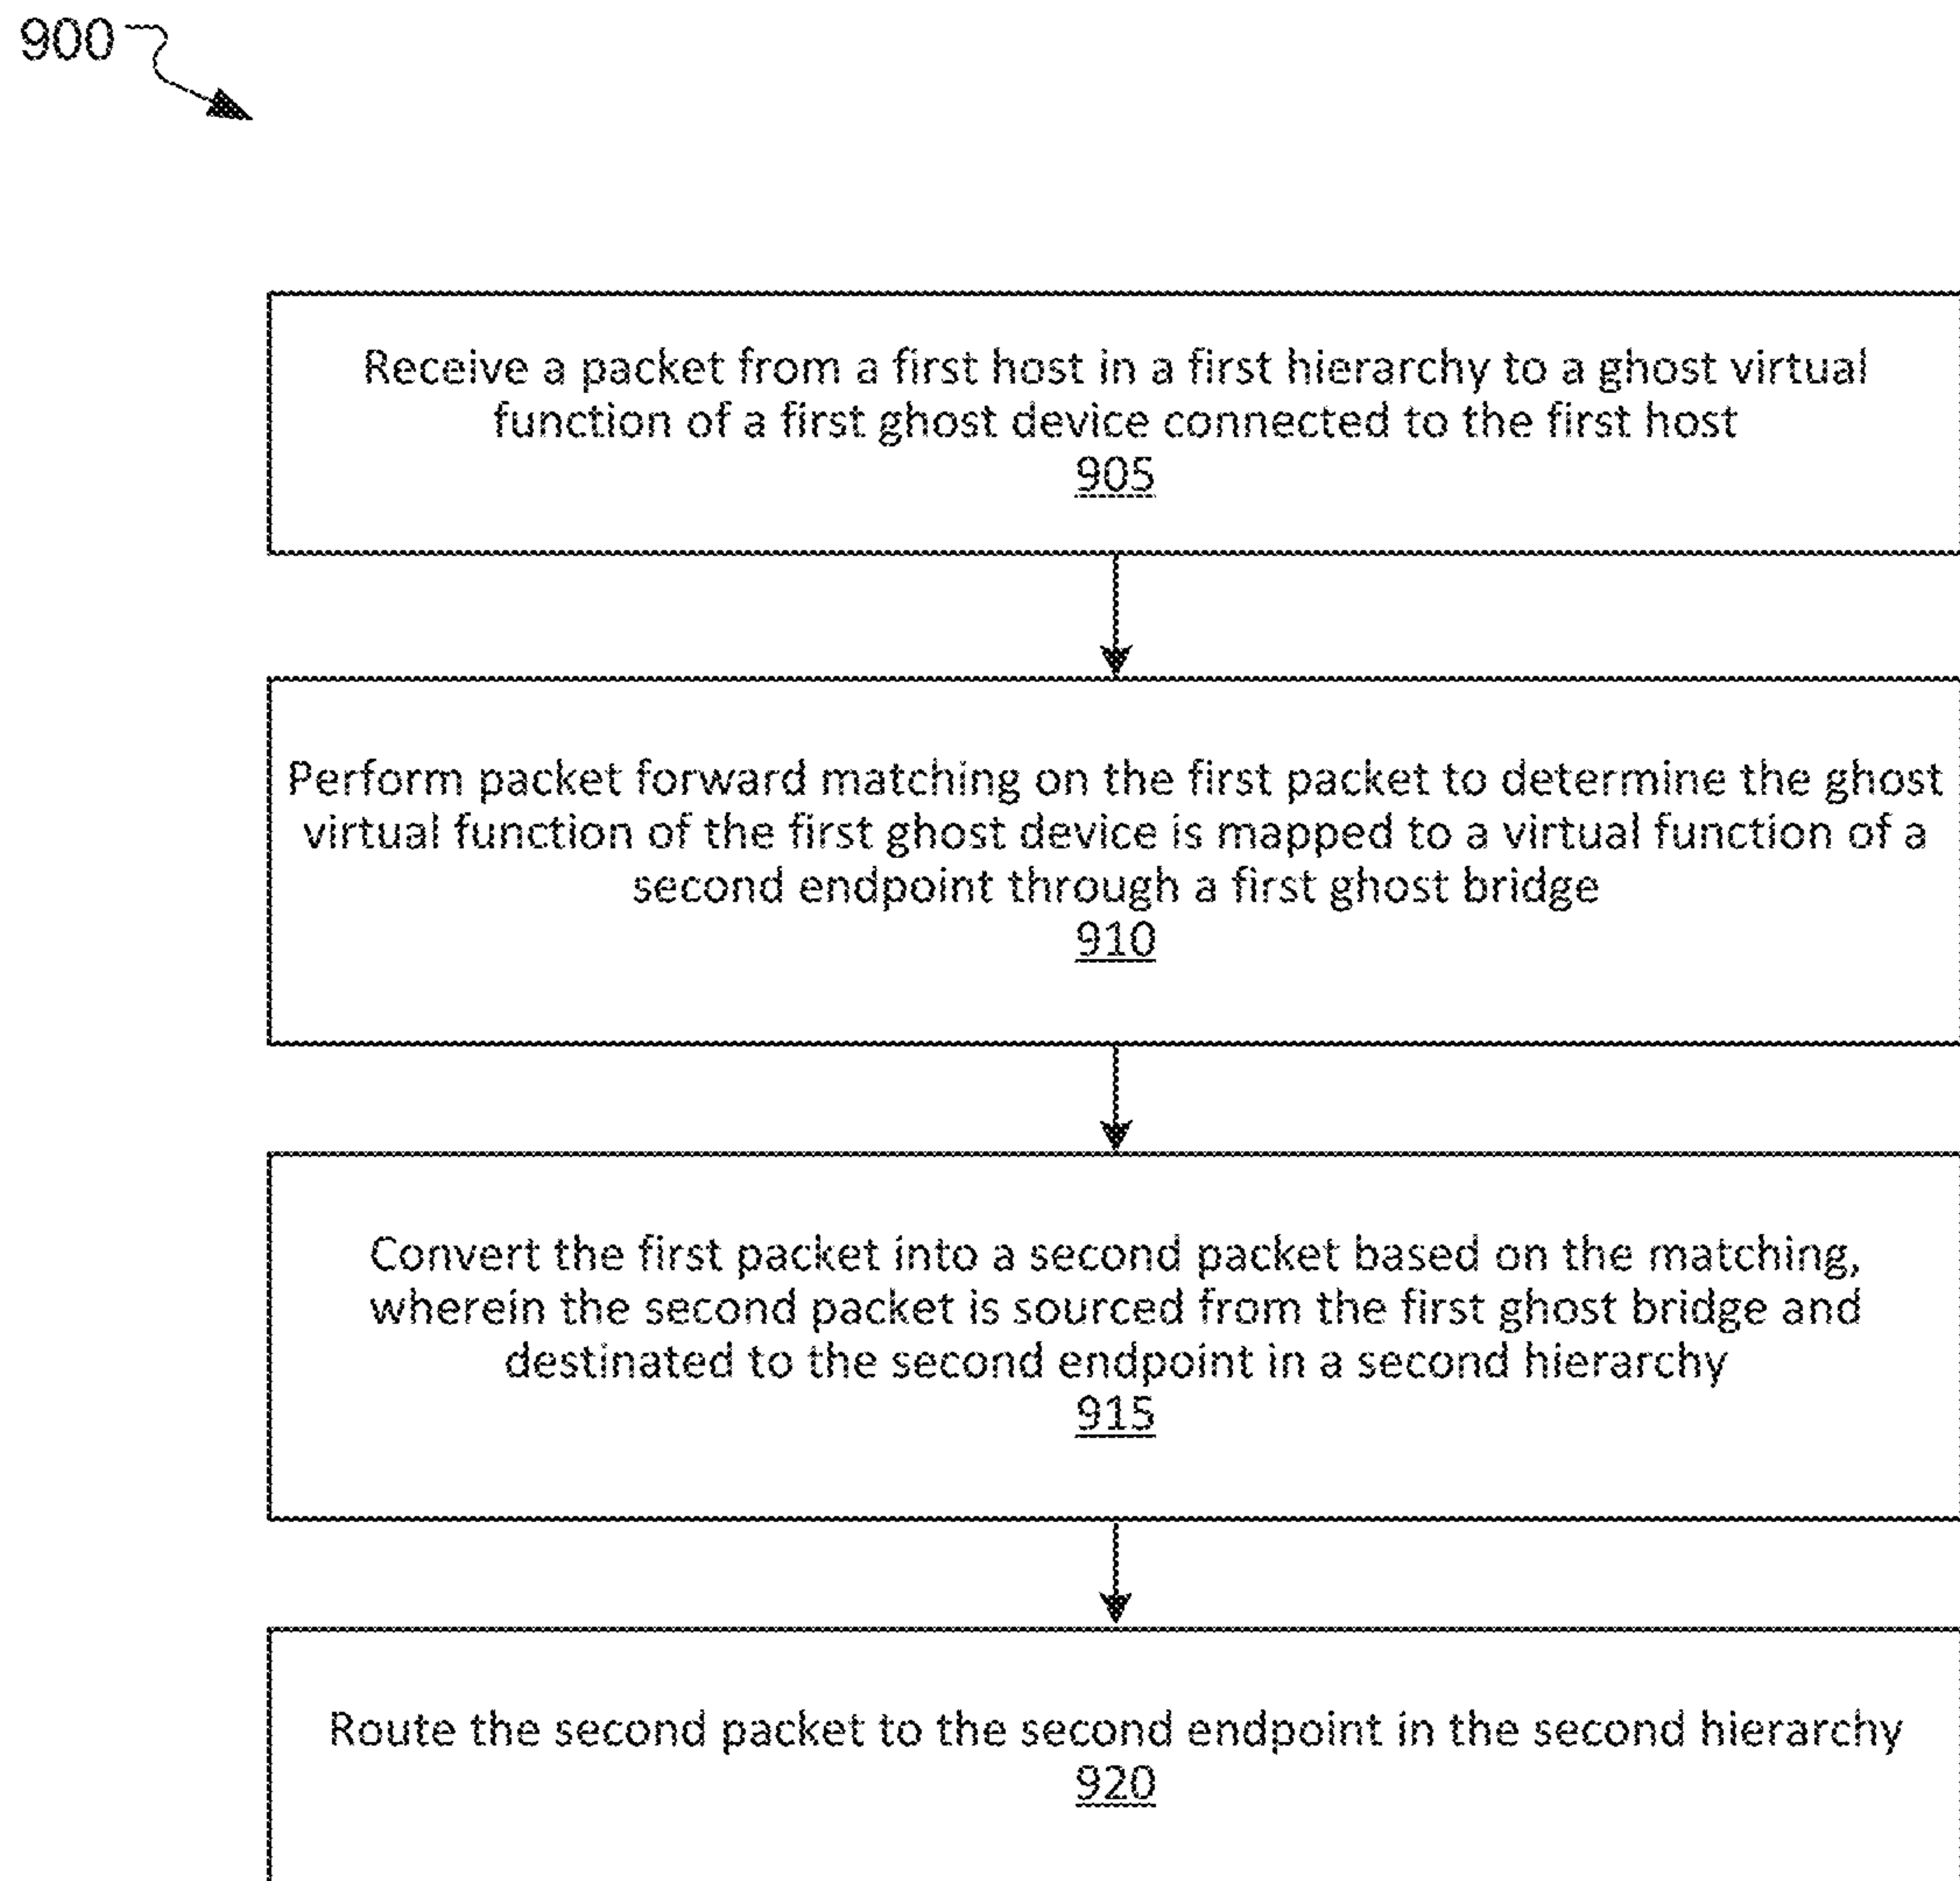 900
Receive a packet from a first host in a first hierarchy to a ghost virtual
function of a first ghost device connected to the first host
905
Perform packet forward matching on the first packet to determine the ghost
virtual function of the first ghost device is mapped to a virtual function of a
second endpoint through a first ghost bridge
910
Convert the first packet into a second packet based on the matching,
wherein the second packet is sourced from the first ghost bridge and
destinated to the second endpoint in a second hierarchy
915
Route the second packet to the second endpoint in the second hierarchy
920